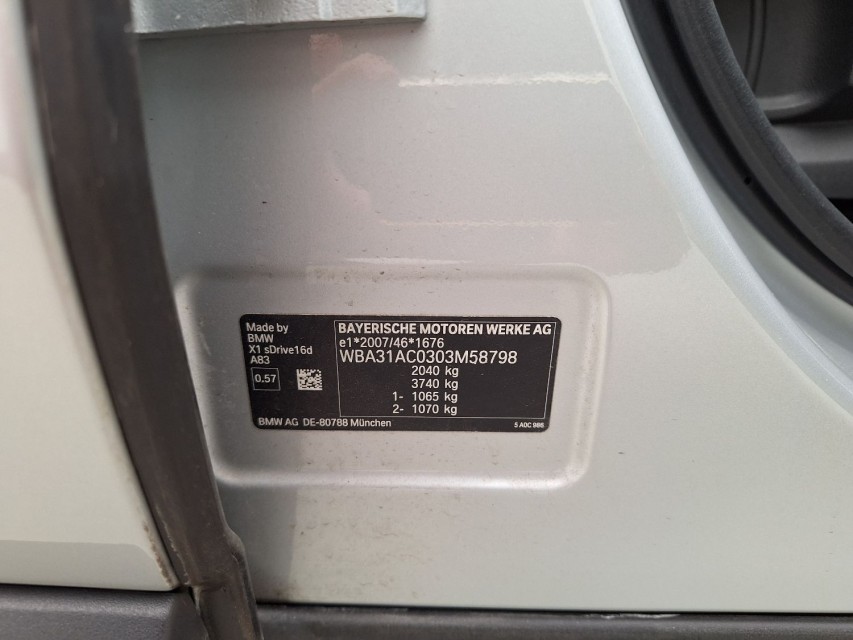 Made by
BMW
X1 sDrive16d
A83
0.57
BAYERISCHE MOTOREN WERKE AG
e1*2007/46*1676
WBA31AC0303M58798
2040 kg
3740 kg
1- 1065 kg
2- 1070 kg
BMW AG DE-80788 München
5 A0C 986